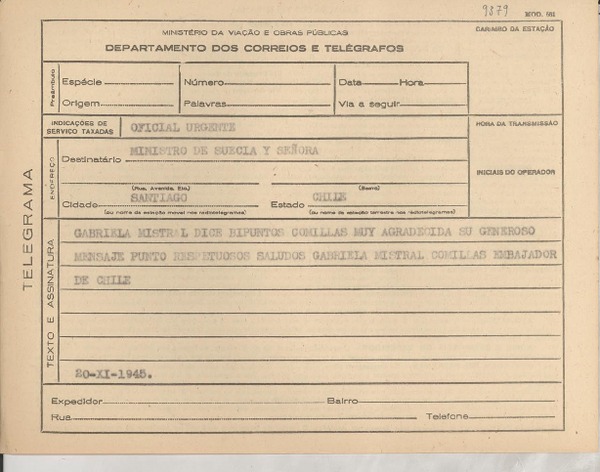 9879 MOD. 661
MINISTÉRIO DA VIAÇÃO E OBRAS PÚBLICAS
DEPARTAMENTO DOS CORREIOS E TELÉGRAFOS
CARIMBO DA ESTAÇÃO
Preâmbulo
Espécie Número Data Hora
Origem Palavras Via a seguir
INDICAÇÕES DE
SERVIÇO TAXADAS
OFICIAL URGENTE
HORA DA TRANSMISSÃO
ENDEREÇO
MINISTRO DE SUECIA Y SEÑORA
Destinatário
INICIAIS DO OPERADOR
(Rua, Avenida, Etc.) (Bairro)
SANTIAGO CHILE
Cidade Estado
(ou nome da estação movel nos radiotelegramas) (ou nome da estação terrestre nos radiotelegramas)
TELEGRAMA
TEXTO E ASSINATURA
GABRIELA MISTRAL DICE BIPUNTOS COMILLAS MUY AGRADECIDA SU GENEROSO
MENSAJE PUNTO RESPETUOSOS SALUDOS GABRIELA MISTRAL COMILLAS EMBAJADOR
DE CHILE
20-XI-1945.
Expedidor Bairro
Rua Telefone